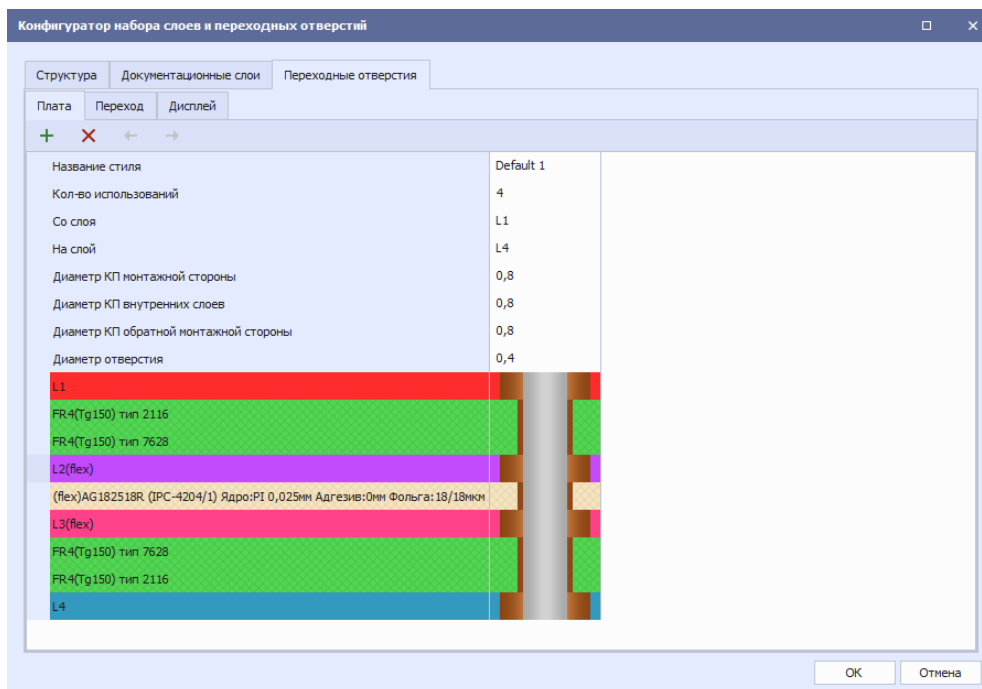 Конфигуратор набора слоев и переходных отверстий
Структура Документационные слои Переходные отверстия
Плата Переход Дисплей
Название стиля Default 1
Кол-во использований 4
Со слоя L1
На слой L4
Диаметр КП монтажной стороны 0,8
Диаметр КП внутренних слоев 0,8
Диаметр КП обратной монтажной стороны 0,8
Диаметр отверстия 0,4
L1
FR4(Tg150) тип 2116
FR4(Tg150) тип 7628
L2(flex)
(flex)AG182518R (IPC-4204/1) Ядро:PI 0,025мм Адгезив:0мм Фольга:18/18мкм
L3(flex)
FR4(Tg150) тип 7628
FR4(Tg150) тип 2116
L4
ОК Отмена